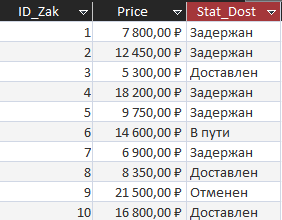 ID_Zak Price Stat_Dost
1 7 800,00 ₽ Задержан
2 12 450,00 ₽ Задержан
3 5 300,00 ₽ Доставлен
4 18 200,00 ₽ Задержан
5 9 750,00 ₽ Задержан
6 14 600,00 ₽ В пути
7 6 900,00 ₽ Задержан
8 8 350,00 ₽ Доставлен
9 21 500,00 ₽ Отменен
10 16 800,00 ₽ Доставлен